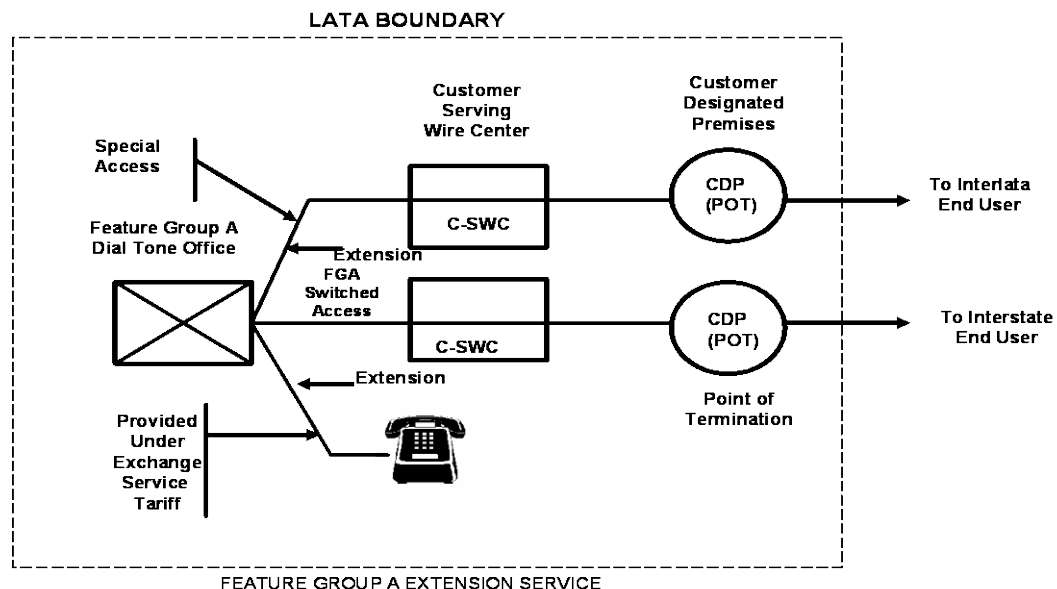 LATA BOUNDARY
Customer
Serving
Wire Center
Customer
Designated
Premises
Special
Access
CDP
(POT)
To Interlata
End User
C-SWC
Feature Group A
Dial Tone Office
Extension
FGA
Switched
Access
CDP
(POT)
To Interstate
End User
C-SWC
Extension
Point of
Termination
Provided
Under
Exchange
Service
Tariff
FEATURE GROUP A EXTENSION SERVICE